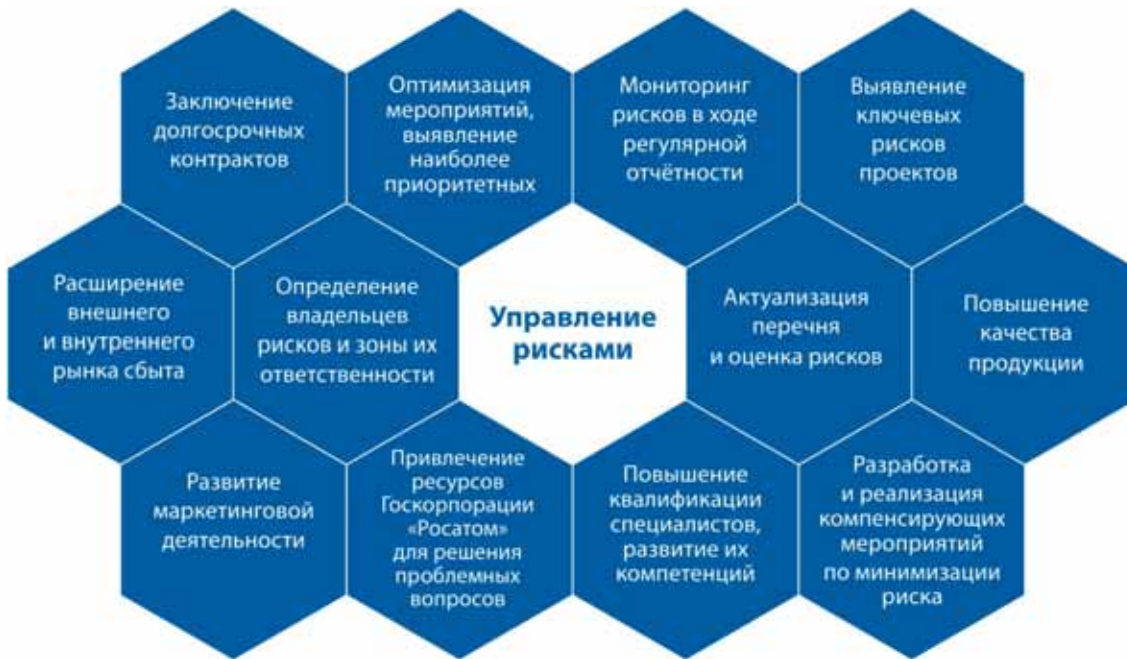 Заключение
долгосрочных
контрактов
Оптимизация
мероприятий,
выявление
наиболее
приоритетных
Мониторинг
рисков в ходе
регулярной
отчётности
Выявление
ключевых
рисков
проектов
Расширение
внешнего
и внутреннего
рынка сбыта
Определение
владельцев
рисков и зоны их
ответственности
Управление
рисками
Актуализация
перечня
и оценка рисков
Повышение
качества
продукции
Развитие
маркетинговой
деятельности
Привлечение
ресурсов
Госкорпорации
«Росатом»
для решения
проблемных
вопросов
Повышение
квалификации
специалистов,
развитие их
компетенций
Разработка
и реализация
компенсирующих
мероприятий
по минимизации
риска